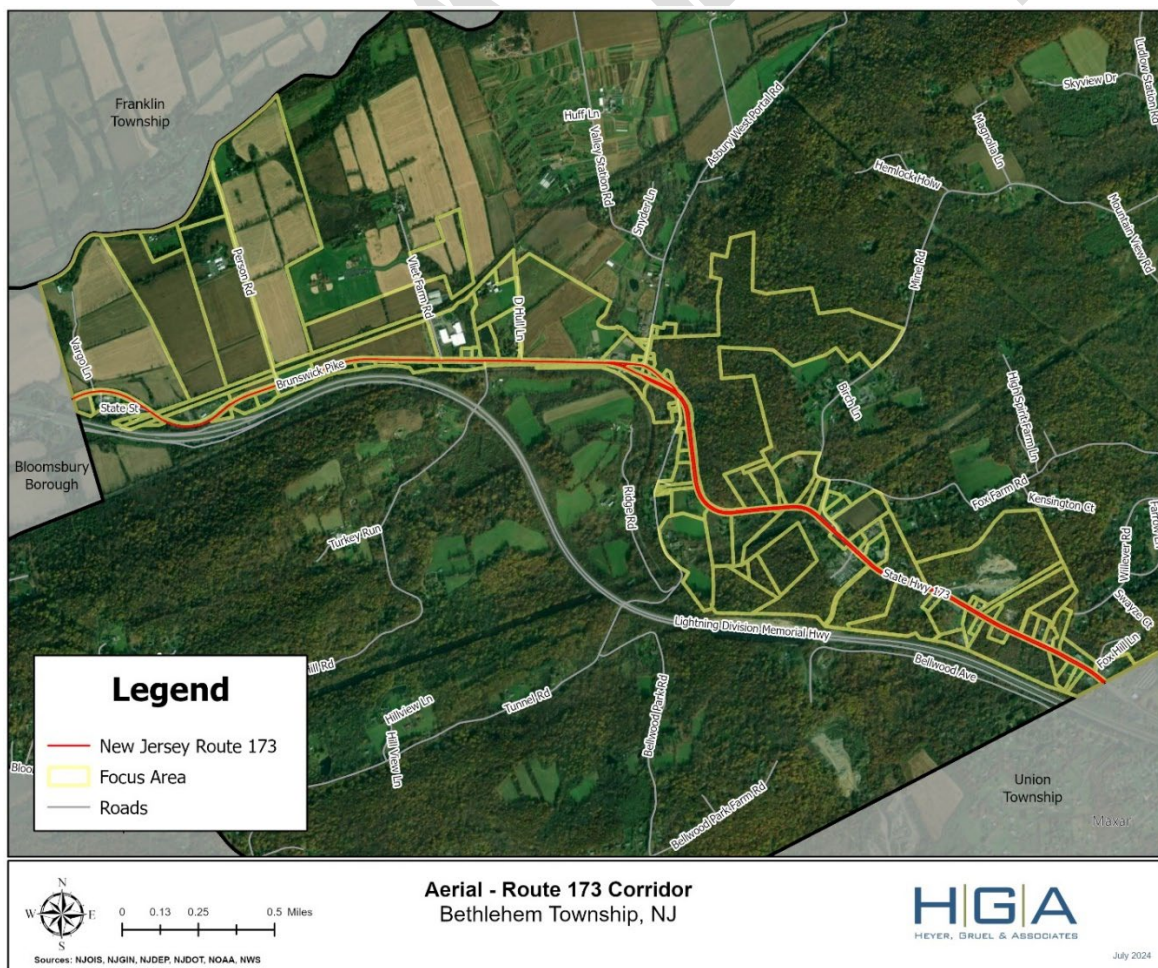 Franklin
Township
Huff Ln
Valley Station Rd
Asbury West Portal Rd
Snyder Ln
Skyview Dr
Ludlow Station Rd
Magnolia Ln
Hemlock Holw
Mountain View Rd
Mine Rd
Person Rd
Vliet Farm Rd
D Hull Ln
Vargo Ln
State St
Brunswick Pike
Birch Ln
High Spirit Farm Ln
Bloomsbury
Borough
Ridge Rd
Fox Farm Rd
Kensington Ct
Farrow Ln
Willever Rd
Turkey Run
State Hwy 173
Swayze Ct
Fox Hill Ln
Lightning Division Memorial Hwy
Bellwood Ave
Tunnel Rd
Bellwood Park Rd
Hillview Ln
Hill View Ln
Bellwood Park Farm Rd
Union
Township
Maxar
Legend
New Jersey Route 173
Focus Area
Roads
N
W E
S
0 0.13 0.25 0.5 Miles
Sources: NJOIS, NJGIN, NJDEP, NJDOT, NOAA, NWS
Aerial - Route 173 Corridor
Bethlehem Township, NJ
H|G|A
HEYER, GRUEL & ASSOCIATES
July 2024